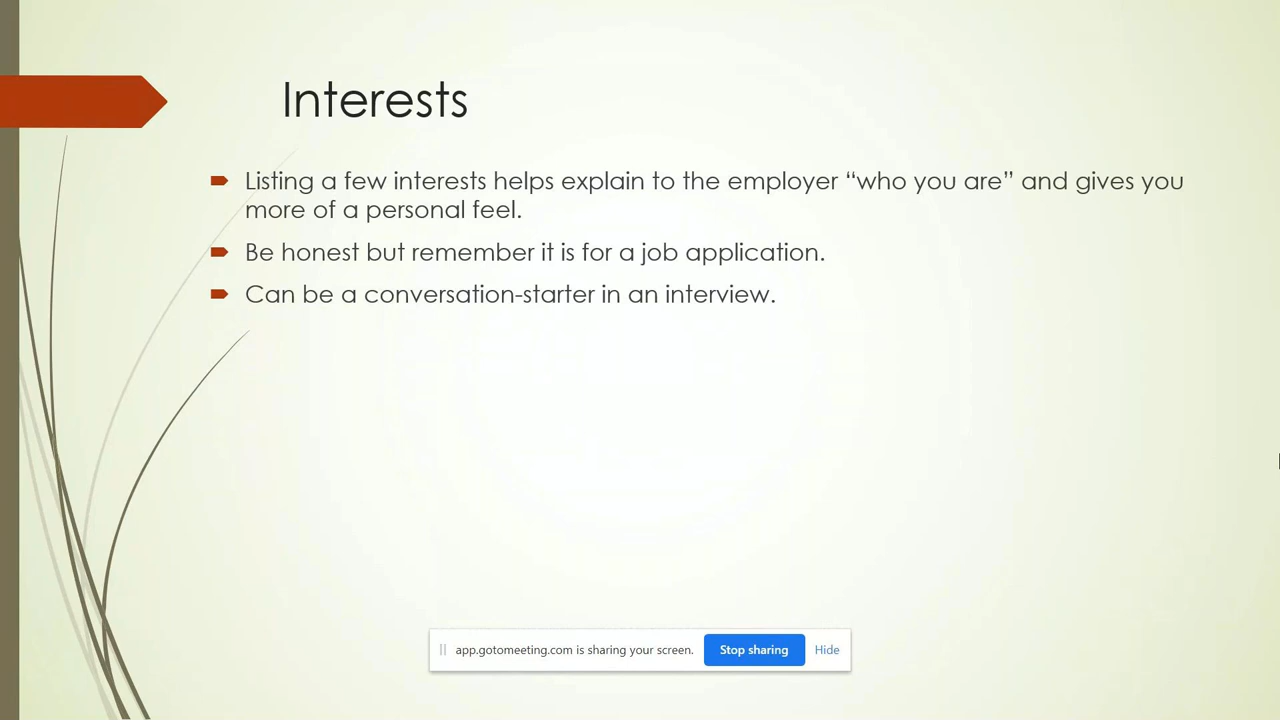 Interests
Listing a few interests helps explain to the employer “who you are” and gives you
more of a personal feel.
Be honest but remember it is for a job application.
Can be a conversation-starter in an interview.
app.gotomeeting.com is sharing your screen.
Stop sharing
Hide